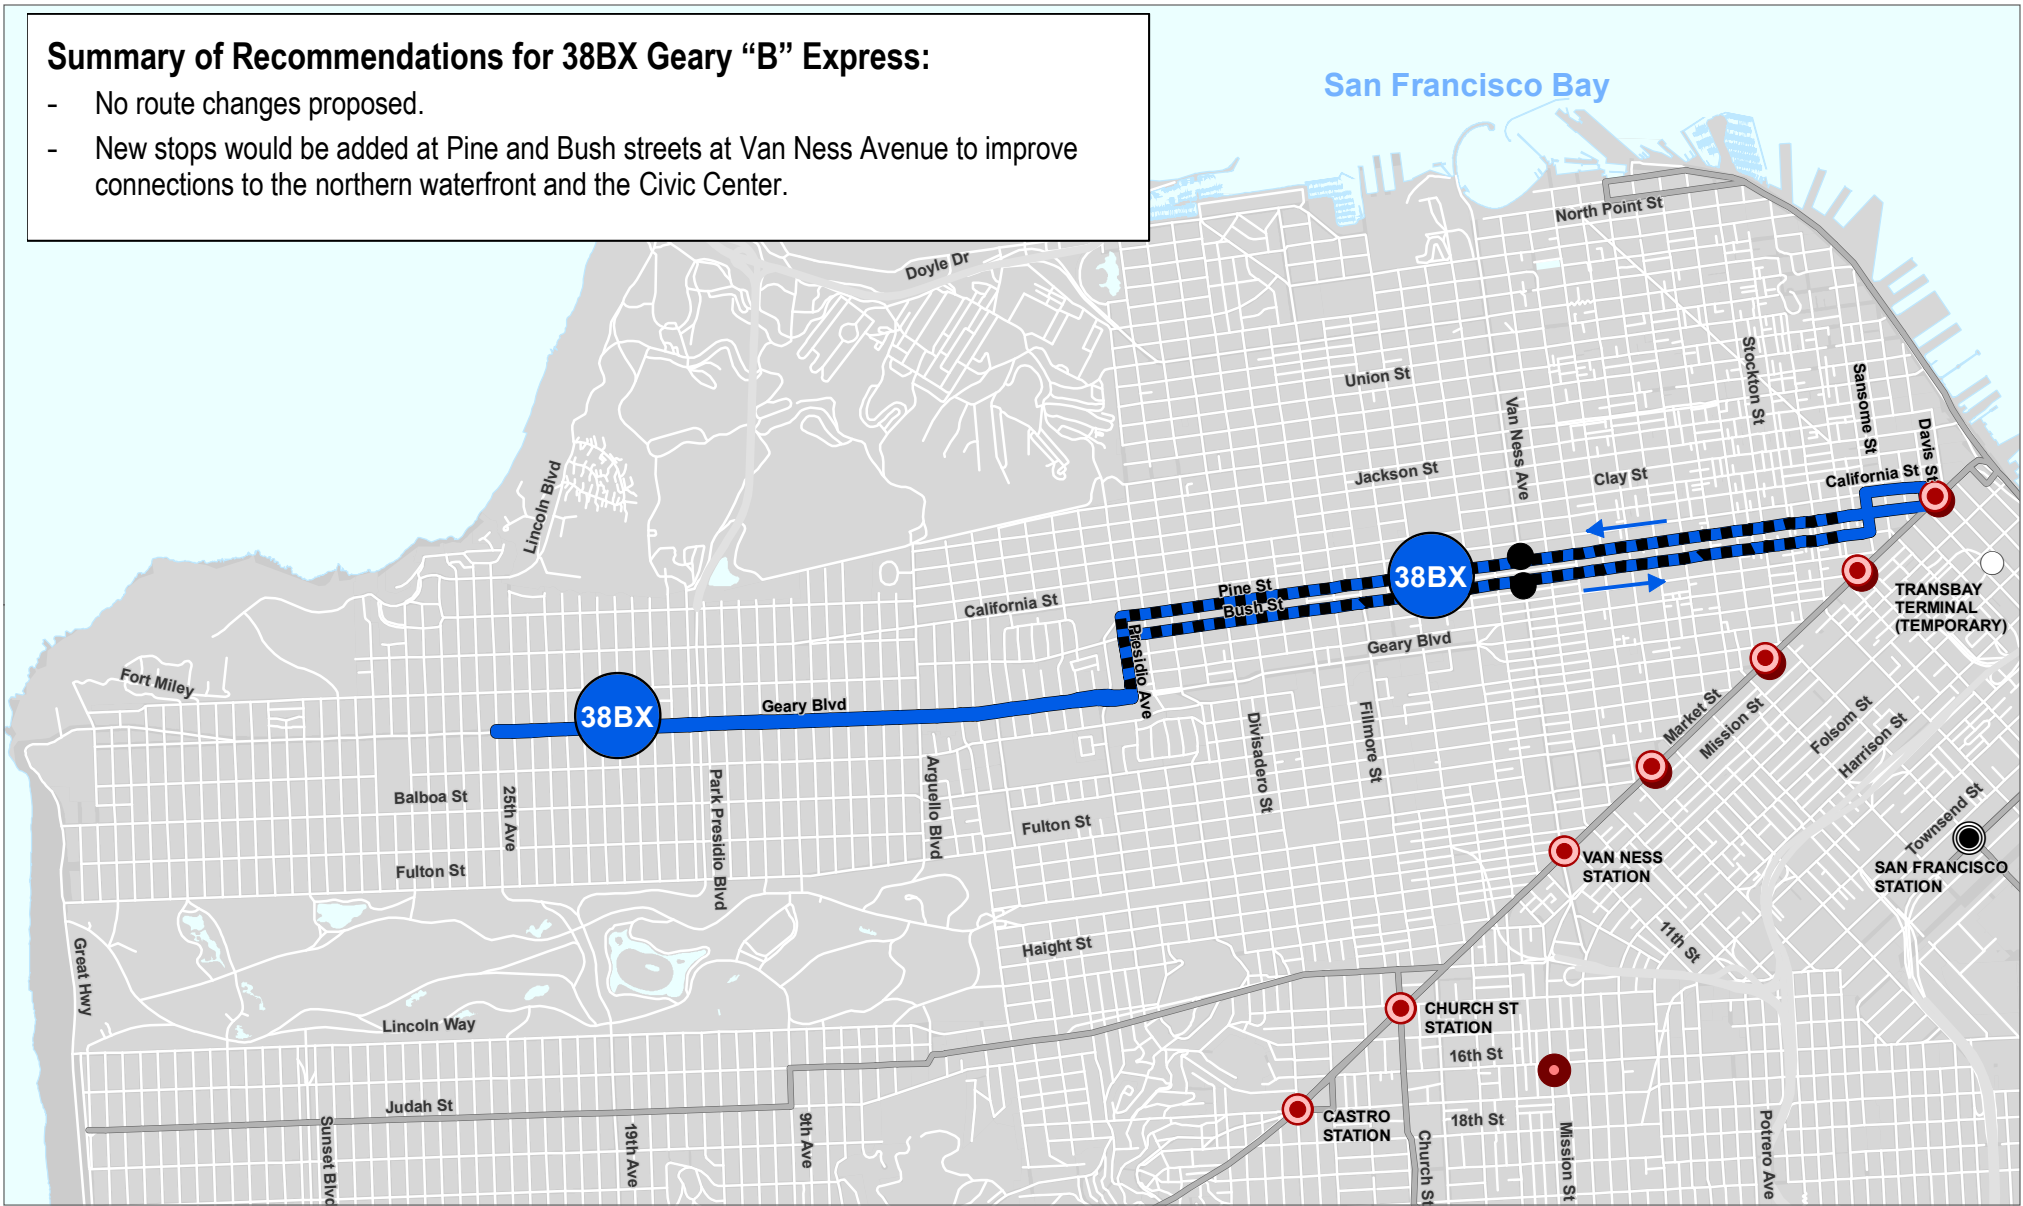 Summary of Recommendations for 38BX Geary “B” Express:
- No route changes proposed.
- New stops would be added at Pine and Bush streets at Van Ness Avenue to improve
connections to the northern waterfront and the Civic Center.
San Francisco Bay
North Point St
Doyle Dr
Union St
Stockton St
Sansome St
Van Ness Ave
Davis St
Lincoln Blvd
Jackson St
Clay St
California St
38BX
Pine St
Bush St
California St
TRANSBAY
TERMINAL
(TEMPORARY)
Presidio Ave
Geary Blvd
Fort Miley
38BX
Geary Blvd
Divisadero St
Fillmore St
Market St
Mission St
Folsom St
Harrison St
Balboa St
25th Ave
Park Presidio Blvd
Arguello Blvd
Fulton St
Townsend St
Fulton St
VAN NESS
STATION
SAN FRANCISCO
STATION
Great Hwy
Haight St
11th St
Lincoln Way
CHURCH ST
STATION
16th St
Judah St
Sunset Blvd
19th Ave
9th Ave
CASTRO
STATION
18th St
Church St
Mission St
Potrero Ave